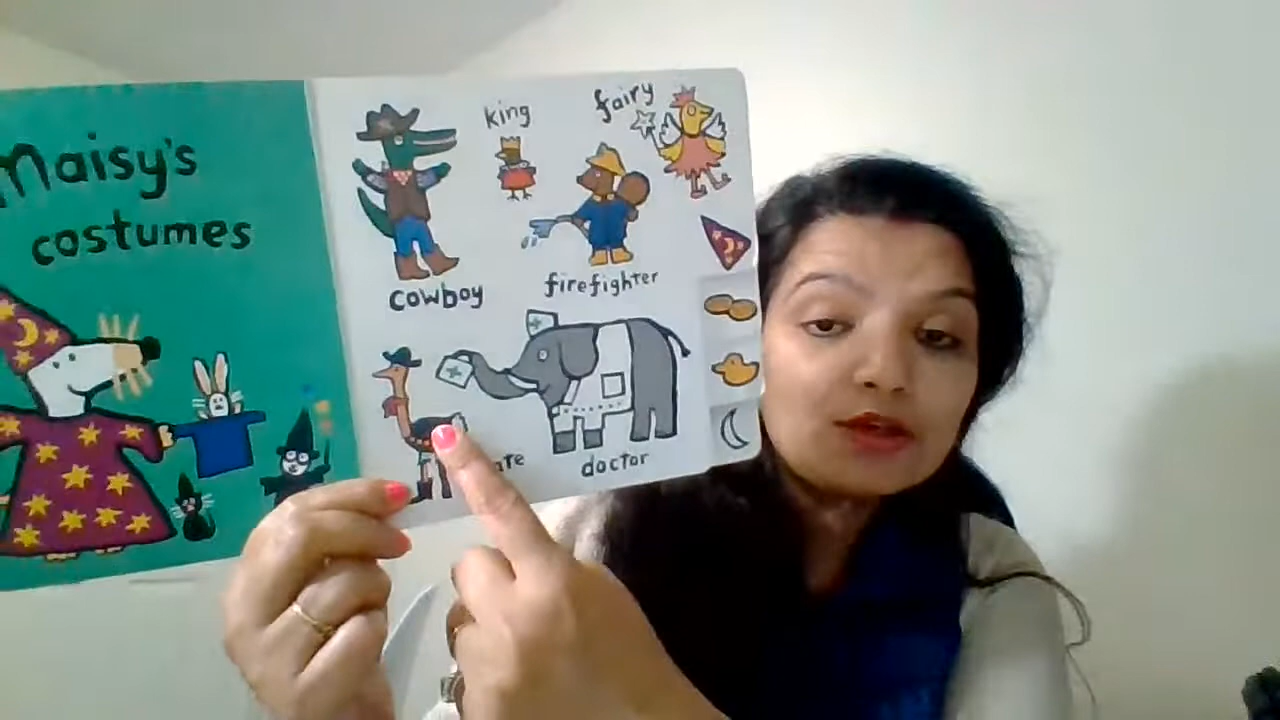 Maisy's
costumes
king
fairy
cowboy
firefighter
doctor